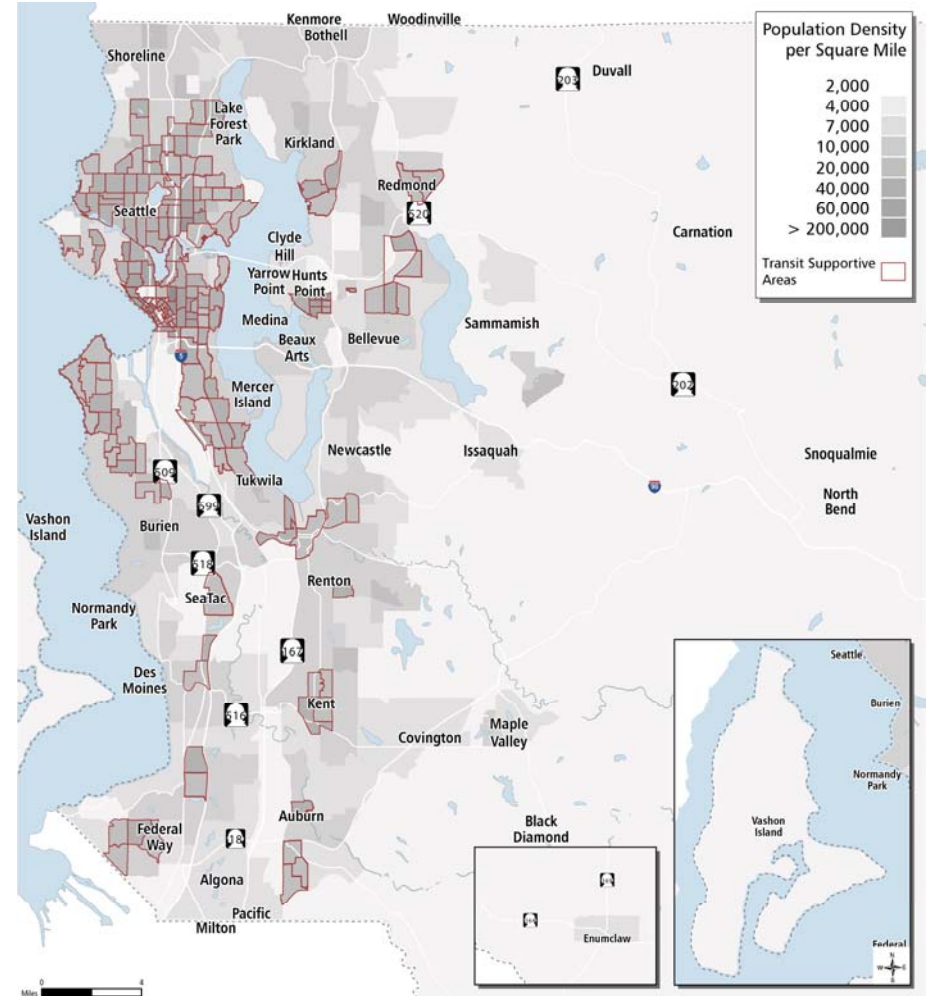 Kenmore
Bothell
Woodinville
Shoreline
203
Duvall
Lake
Forest
Park
Kirkland
Redmond
520
Seattle
Carnation
Clyde
Hill
Yarrow
Point
Hunts
Point
Medina
Sammamish
Beaux
Arts
Bellevue
5
202
Mercer
Island
Newcastle
Issaquah
Snoqualmie
509
Tukwila
90
North
Bend
599
Vashon
Island
Burien
518
Renton
SeaTac
Normandy
Park
167
Des
Moines
Kent
516
Covington
Maple
Valley
Auburn
Black
Diamond
Federal
Way
18
Algona
Pacific
Milton
Population Density
per Square Mile
2,000
4,000
7,000
10,000
20,000
40,000
60,000
> 200,000
Transit Supportive
Areas
Enumclaw
Seattle
Burien
Normandy
Park
Vashon
Island
Federal
N
W
S
0
4
Miles